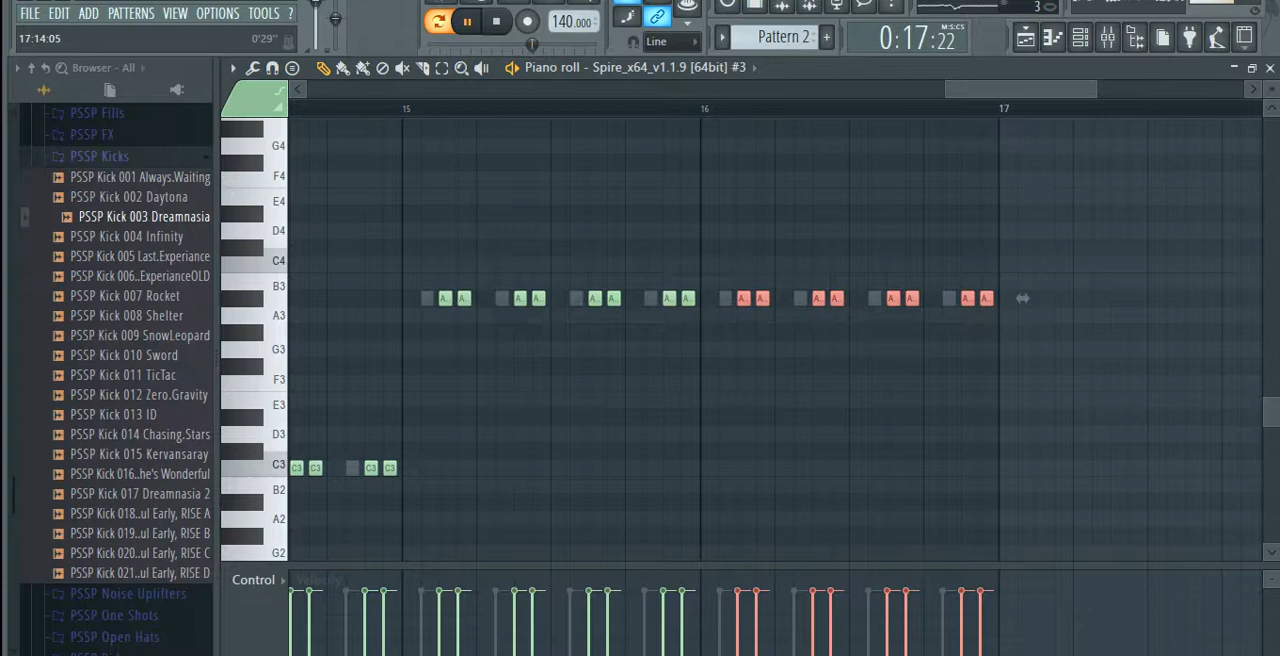 FILE EDIT ADD PATTERNS VIEW OPTIONS TOOLS ?
140.000
3
17:14:05
0'29"
Line
Pattern 2
0:17:22
M:S:CS
Browser - All
Piano roll - Spire_x64_v1.1.9 [64bit] #3
15
16
17
PSSP Fills
PSSP FX
PSSP Kicks
PSSP Kick 001 Always.Waiting
PSSP Kick 002 Daytona
PSSP Kick 003 Dreamnasia
PSSP Kick 004 Infinity
PSSP Kick 005 Last.Experiance
PSSP Kick 006..ExperianceOLD
PSSP Kick 007 Rocket
PSSP Kick 008 Shelter
PSSP Kick 009 SnowLeopard
PSSP Kick 010 Sword
PSSP Kick 011 TicTac
PSSP Kick 012 Zero.Gravity
PSSP Kick 013 ID
PSSP Kick 014 Chasing.Stars
PSSP Kick 015 Kervansaray
PSSP Kick 016..he's Wonderful
PSSP Kick 017 Dreamnasia 2
PSSP Kick 018..ul Early, RISE A
PSSP Kick 019..ul Early, RISE B
PSSP Kick 020..ul Early, RISE C
PSSP Kick 021..ul Early, RISE D
PSSP Noise Uplifters
PSSP One Shots
PSSP Open Hats
G4
F4
E4
D4
C4
B3
A.. A.. A.. A.. A.. A.. A.. A.. A.. A.. A.. A.. A.. A.. A.. A..
A3
G3
F3
E3
D3
C3
C3 C3 C3 C3
B2
A2
G2
Control
Velocity